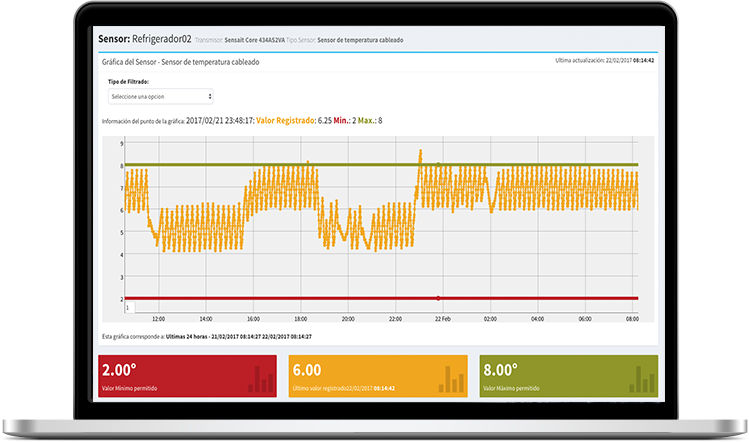 Sensor: Refrigerador02 Transmisor: Sensait Core 434A52VA Tipo Sensor: Sensor de temperatura cableado
Gráfica del Sensor - Sensor de temperatura cableado
Ultima actualización: 22/02/2017 08:14:42
Tipo de Filtrado:
Seleccione una opcion
Información del punto de la gráfica: 2017/02/21 23:48:17: Valor Registrado: 6.25 Min.: 2 Max.: 8
9
8
7
6
5
4
3
2
1
12:00 14:00 16:00 18:00 20:00 22:00 22 Feb 02:00 04:00 06:00 08:00
Esta gráfica corresponde a: Ultimas 24 horas - 21/02/2017 08:14:27 22/02/2017 08:14:27
2.00°
Valor Mínimo permitido
6.00
Último valor registrado22/02/2017 08:14:42
8.00°
Valor Máximo permitido